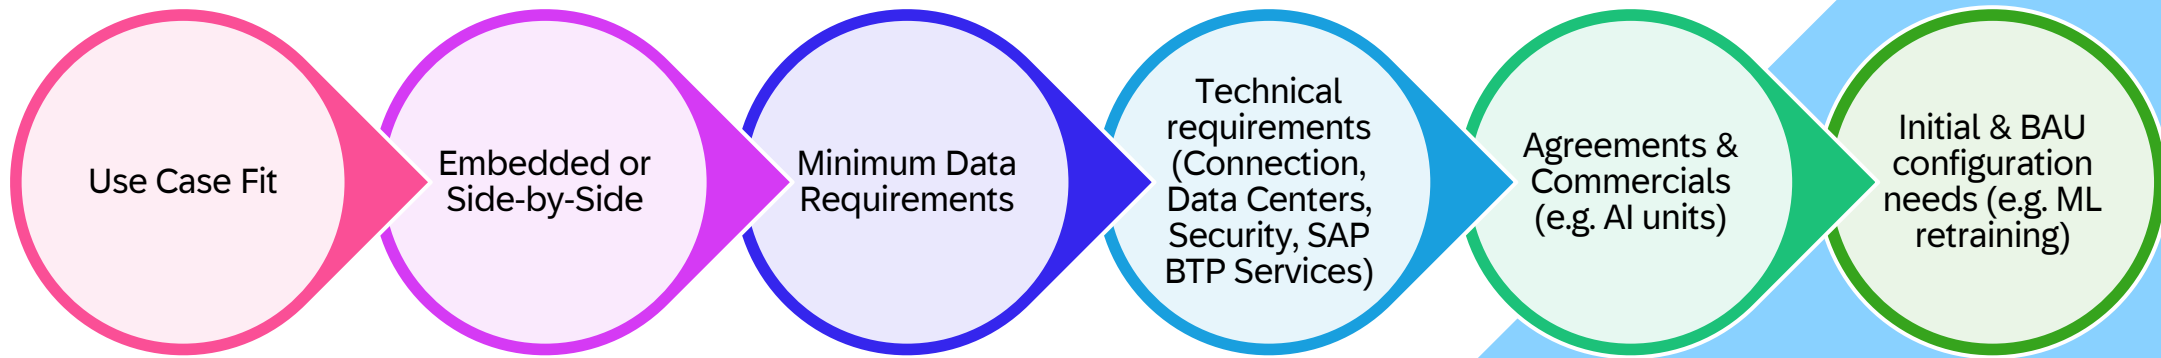 Use Case Fit
Embedded or
Side-by-Side
Minimum Data
Requirements
Technical
requirements
(Connection,
Data Centers,
Security, SAP
BTP Services)
Agreements &
Commercials
(e.g. AI units)
Initial & BAU
configuration
needs (e.g. ML
retraining)